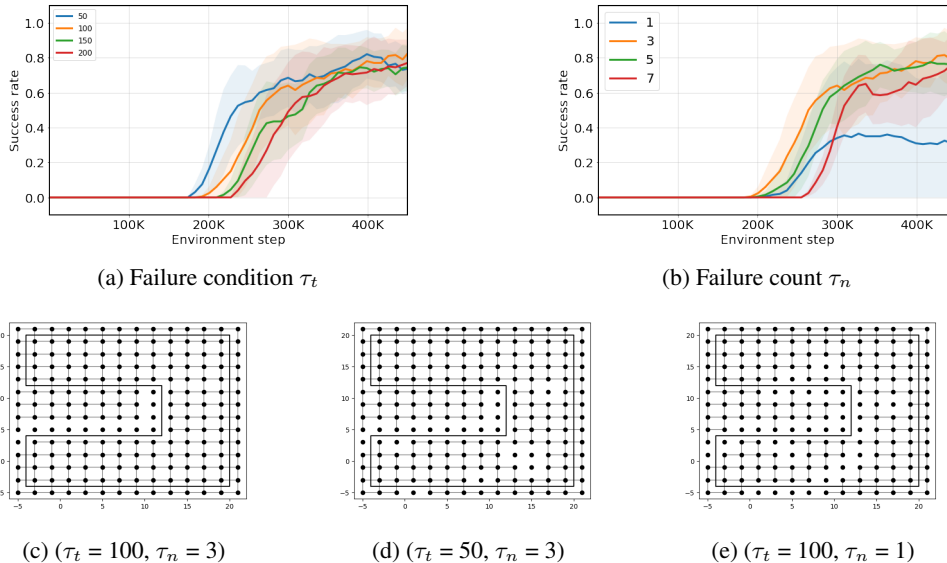 1.0
0.8
0.6
0.4
0.2
0.0
Success rate
50
100
150
200
100K 200K 300K 400K
Environment step
(a) Failure condition τt
1.0
0.8
0.6
0.4
0.2
0.0
Success rate
1
3
5
7
100K 200K 300K 400K
Environment step
(b) Failure count τn
20
15
10
5
0
−5
−5 0 5 10 15 20
(c) (τt = 100, τn = 3)
20
15
10
5
0
−5
−5 0 5 10 15 20
(d) (τt = 50, τn = 3)
20
15
10
5
0
−5
−5 0 5 10 15 20
(e) (τt = 100, τn = 1)